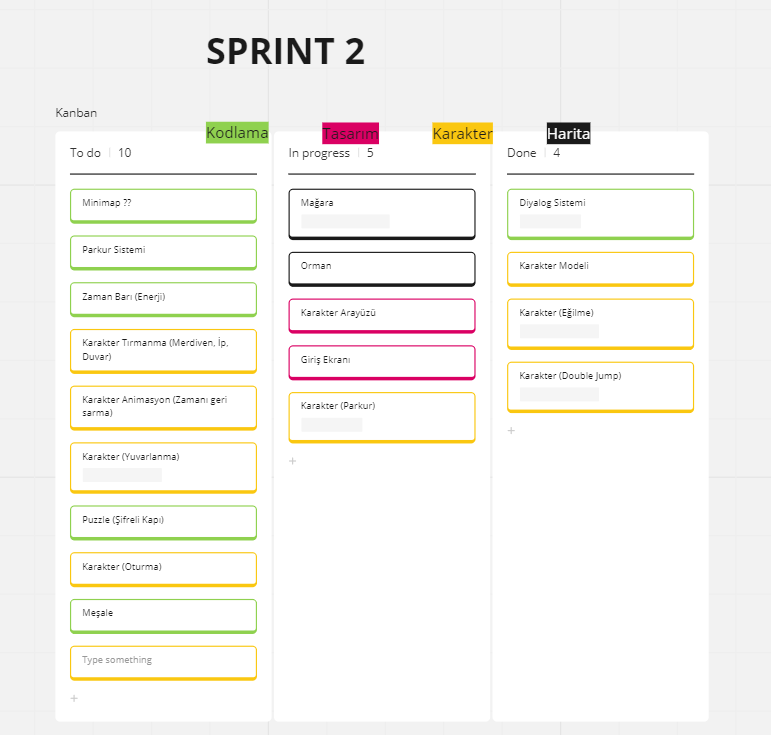 SPRINT 2
Kanban
Kodlama
Tasarım
Karakter
Harita
To do 10
Minimap ??
Parkur Sistemi
Zaman Barı (Enerji)
Karakter Tırmanma (Merdiven, İp,
Duvar)
Karakter Animasyon (Zamanı geri
sarma)
Karakter (Yuvarlanma)
Puzzle (Şifreli Kapı)
Karakter (Oturma)
Meşale
Type something
+
In progress 5
Mağara
Orman
Karakter Arayüzü
Giriş Ekranı
Karakter (Parkur)
+
Done 4
Diyalog Sistemi
Karakter Modeli
Karakter (Eğilme)
Karakter (Double Jump)
+